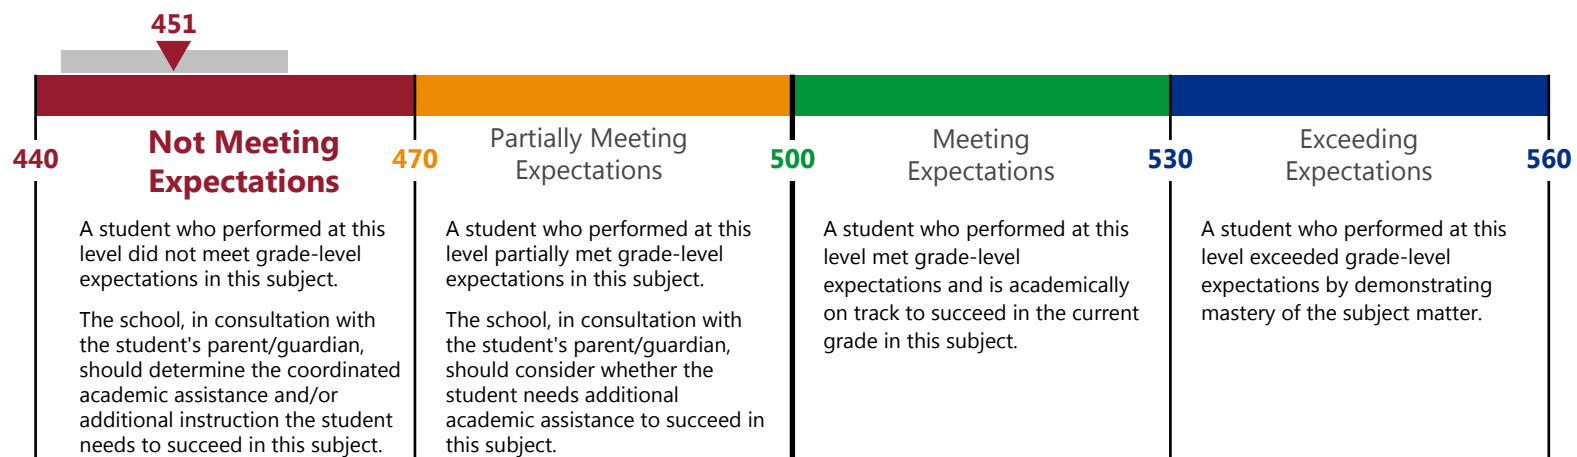 451
440
Not Meeting
Expectations
470
Partially Meeting
Expectations
500
Meeting
Expectations
530
Exceeding
Expectations
560
A student who performed at this
level did not meet grade-level
expectations in this subject.
The school, in consultation with
the student's parent/guardian,
should determine the coordinated
academic assistance and/or
additional instruction the student
needs to succeed in this subject.
A student who performed at this
level partially met grade-level
expectations in this subject.
The school, in consultation with
the student's parent/guardian,
should consider whether the
student needs additional
academic assistance to succeed in
this subject.
A student who performed at this
level met grade-level
expectations and is academically
on track to succeed in the current
grade in this subject.
A student who performed at this
level exceeded grade-level
expectations by demonstrating
mastery of the subject matter.